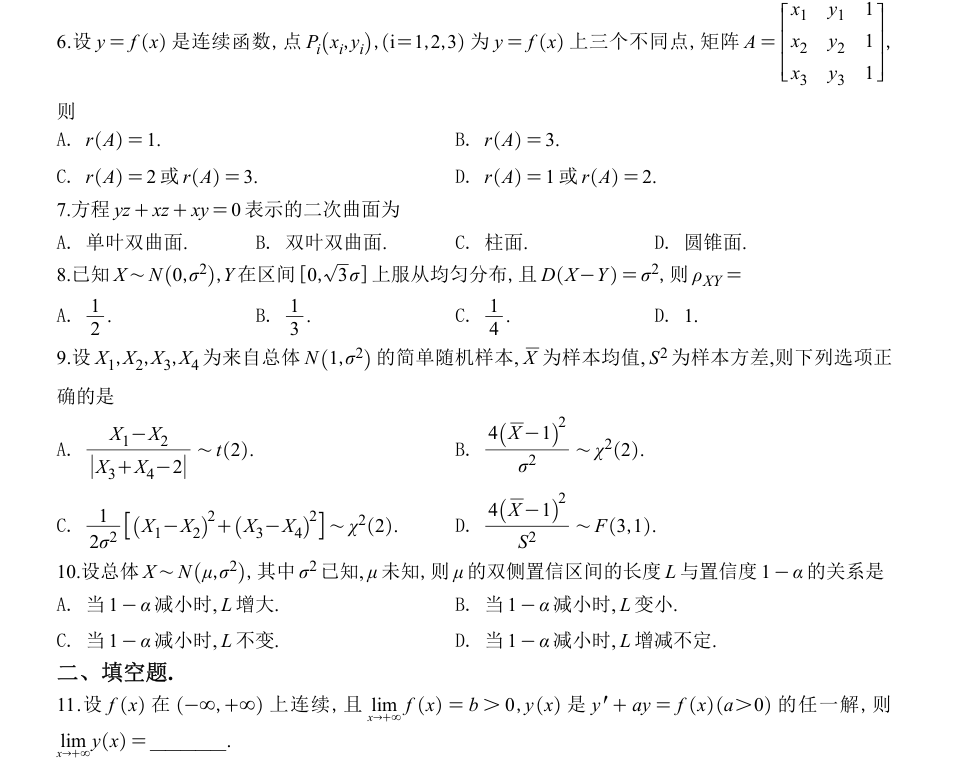 6.设 y=f(x) 是连续函数, 点 P_i(x_i,y_i),(i=1,2,3) 为 y=f(x) 上三个不同点, 矩阵 A=[x_1 y_1 1; x_2 y_2 1; x_3 y_3 1],
则
A. r(A)=1. B. r(A)=3.
C. r(A)=2 或 r(A)=3. D. r(A)=1 或 r(A)=2.
7.方程 yz+xz+xy=0 表示的二次曲面为
A. 单叶双曲面. B. 双叶双曲面. C. 柱面. D. 圆锥面.
8.已知 X~N(0,σ²),Y 在区间 [0,√3σ] 上服从均匀分布, 且 D(X−Y)=σ², 则 ρ_XY=
A. 1/2. B. 1/3. C. 1/4. D. 1.
9.设 X_1,X_2,X_3,X_4 为来自总体 N(1,σ²) 的简单随机样本, X̄ 为样本均值, S² 为样本方差,则下列选项正
确的是
A. (X_1−X_2)/|X_3+X_4−2| ~t(2). B. 4(X̄−1)²/σ² ~χ²(2).
C. 1/(2σ²)[(X_1−X_2)²+(X_3−X_4)²]~χ²(2). D. 4(X̄−1)²/S² ~F(3,1).
10.设总体 X~N(μ,σ²), 其中 σ² 已知,μ 未知, 则 μ 的双侧置信区间的长度 L 与置信度 1−α 的关系是
A. 当 1−α 减小时, L 增大. B. 当 1−α 减小时, L 变小.
C. 当 1−α 减小时, L 不变. D. 当 1−α 减小时, L 增减不定.
二、填空题.
11.设 f(x) 在 (−∞,+∞) 上连续, 且 lim_{x→+∞} f(x)=b>0,y(x) 是 y′+ay=f(x)(a>0) 的任一解, 则
lim_{x→+∞} y(x)=________.